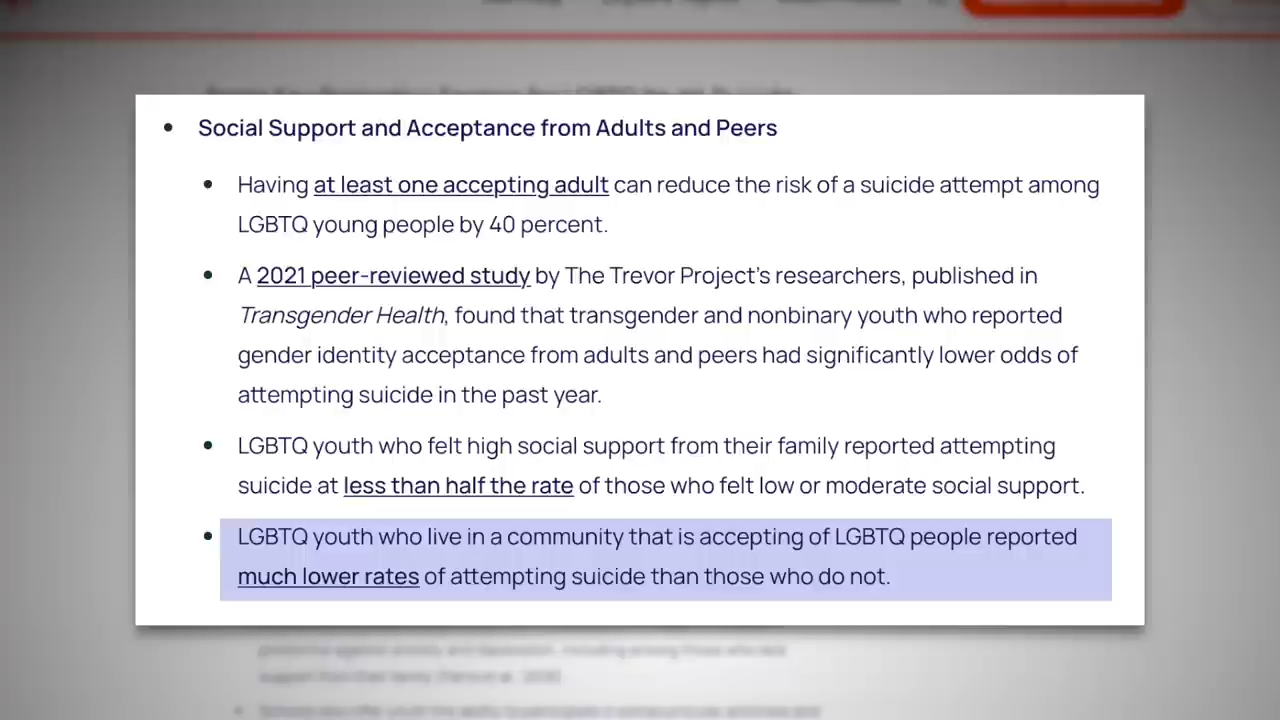 Social Support and Acceptance from Adults and Peers
Having at least one accepting adult can reduce the risk of a suicide attempt among
LGBTQ young people by 40 percent.
A 2021 peer-reviewed study by The Trevor Project's researchers, published in
Transgender Health, found that transgender and nonbinary youth who reported
gender identity acceptance from adults and peers had significantly lower odds of
attempting suicide in the past year.
LGBTQ youth who felt high social support from their family reported attempting
suicide at less than half the rate of those who felt low or moderate social support.
LGBTQ youth who live in a community that is accepting of LGBTQ people reported
much lower rates of attempting suicide than those who do not.